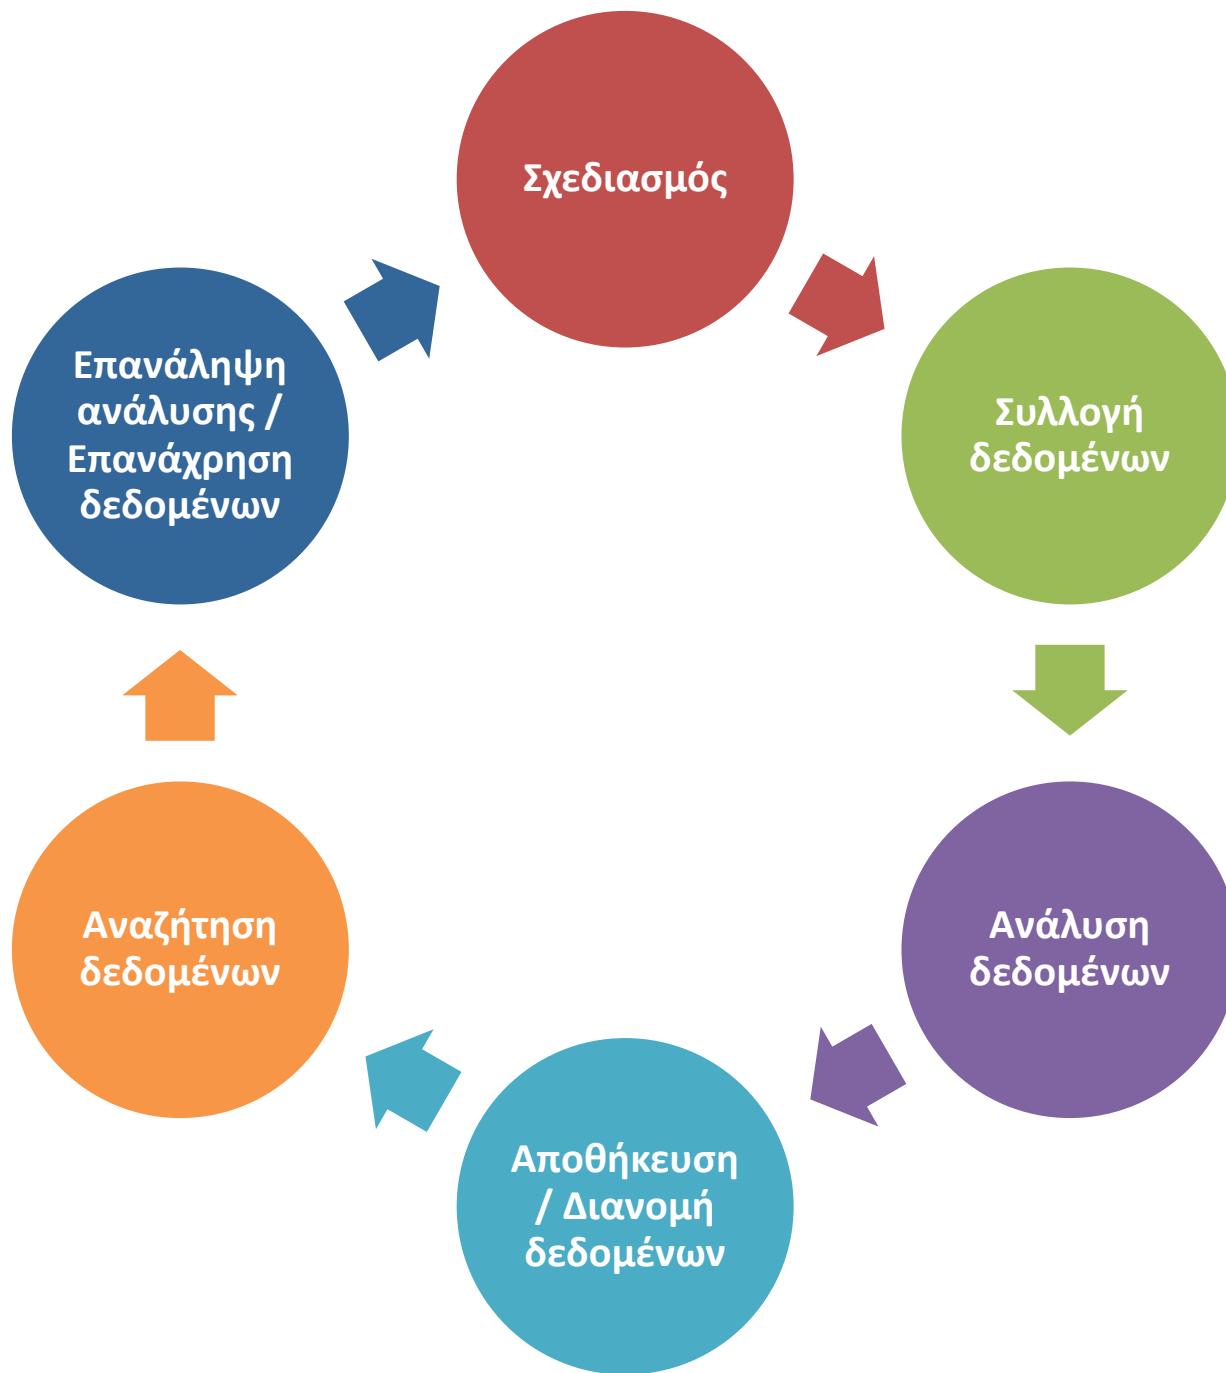 Σχεδιασμός
Συλλογή
δεδομένων
Ανάλυση
δεδομένων
Αποθήκευση
/ Διανομή
δεδομένων
Αναζήτηση
δεδομένων
Επανάληψη
ανάλυσης /
Επανάχρηση
δεδομένων